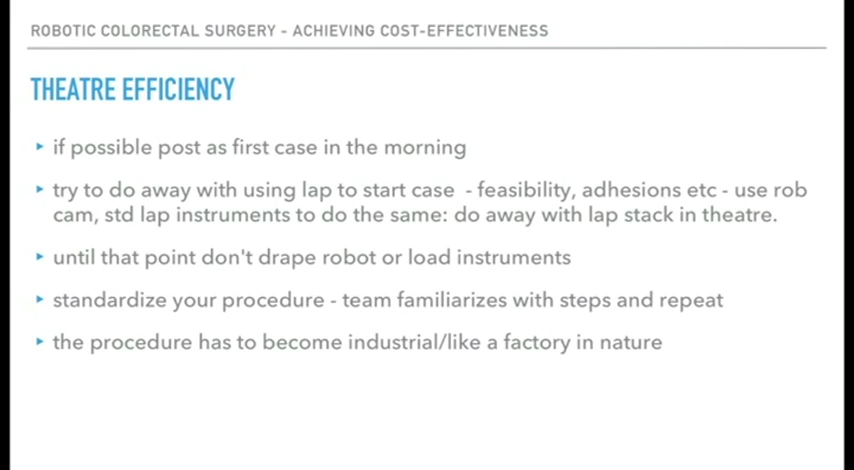 ROBOTIC COLORECTAL SURGERY - ACHIEVING COST-EFFECTIVENESS
THEATRE EFFICIENCY
‣ if possible post as first case in the morning
‣ try to do away with using lap to start case - feasibility, adhesions etc - use rob
cam, std lap instruments to do the same: do away with lap stack in theatre.
‣ until that point don't drape robot or load instruments
‣ standardize your procedure - team familiarizes with steps and repeat
‣ the procedure has to become industrial/like a factory in nature